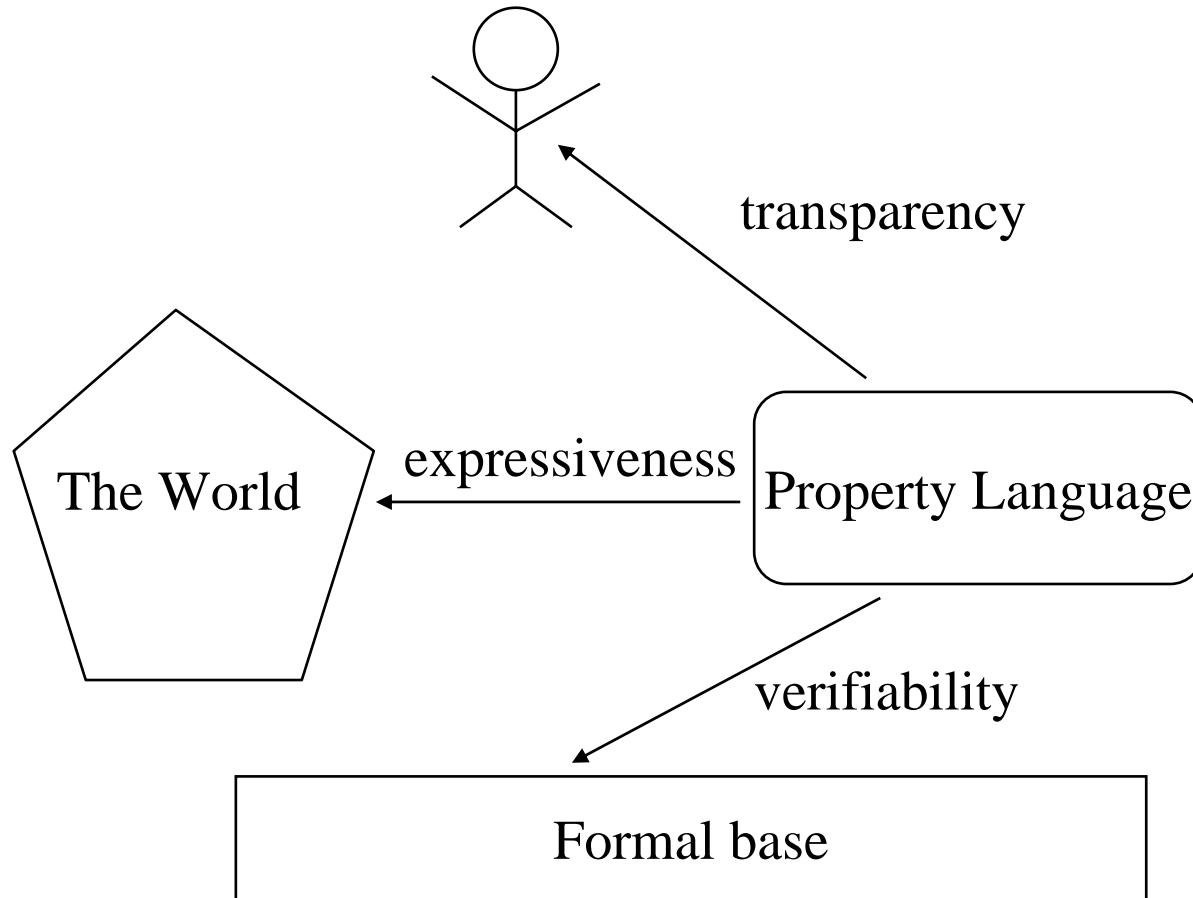 transparency
expressiveness
The World
Property Language
verifiability
Formal base